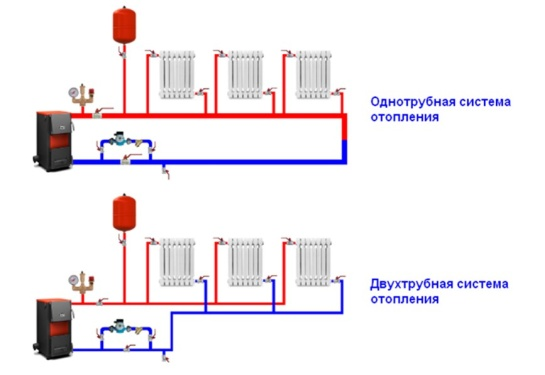 Однотрубная система
отопления
Двухтрубная система
отопления